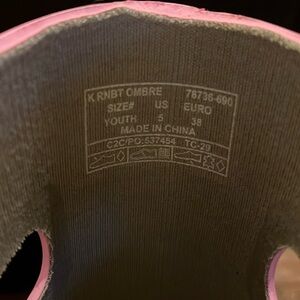 K RNBT OMBRE 78736-690
SIZE# US EURO
YOUTH 5 38
MADE IN CHINA
C2C/PO:537454 TC-29